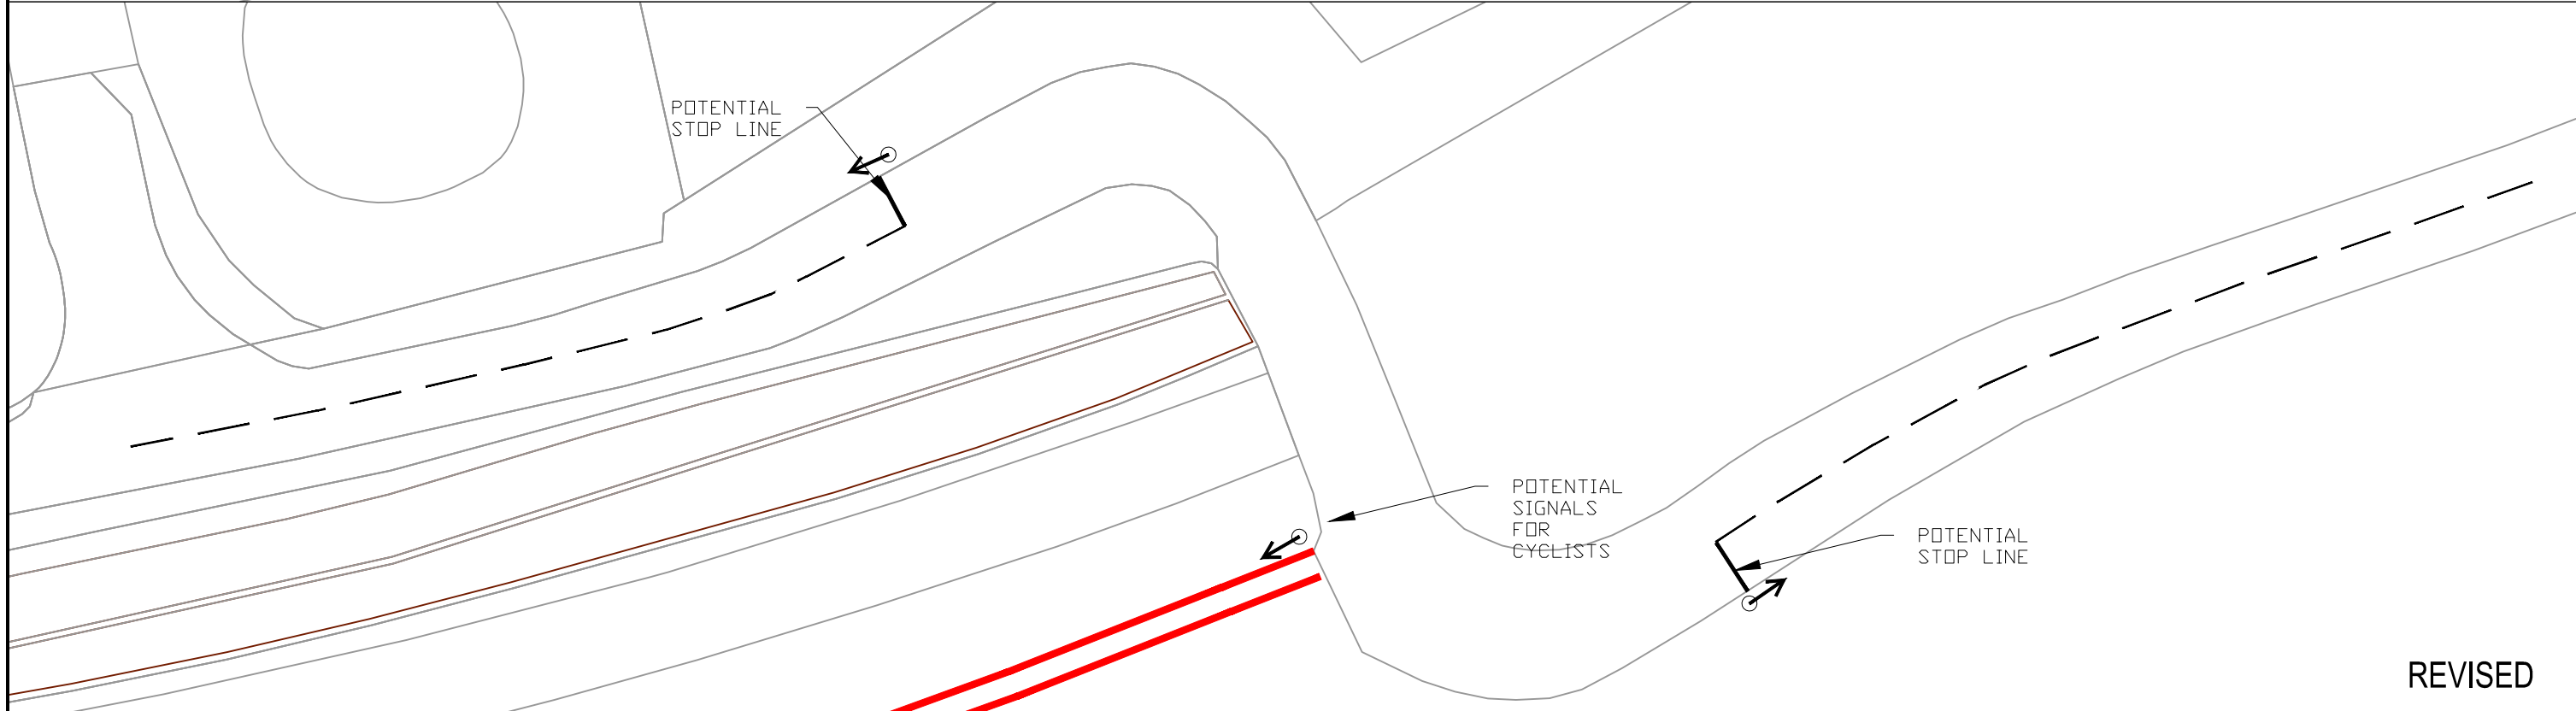 POTENTIAL
STOP LINE
POTENTIAL
SIGNALS
FOR
CYCLISTS
POTENTIAL
STOP LINE
REVISED